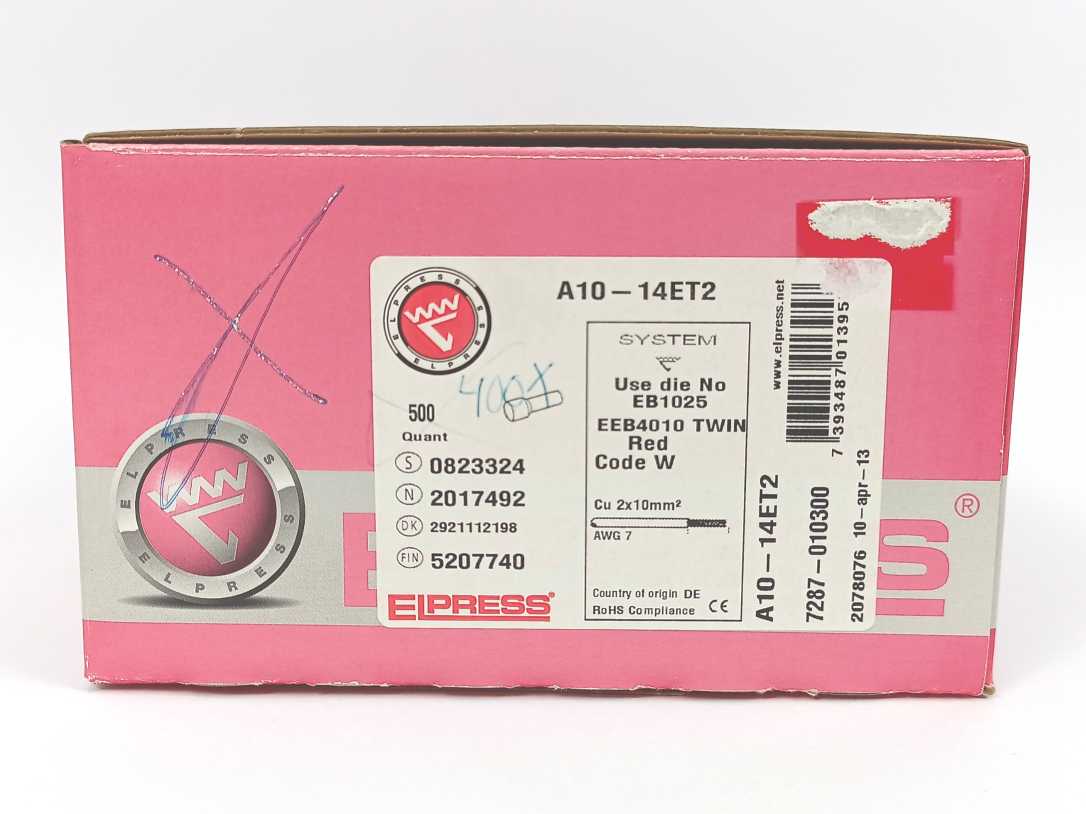 ELPRESS
ELPRESS
A10-14ET2
400
500
Quant
S 0823324
N 2017492
DK 2921112198
FIN 5207740
ELPRESS®
SYSTEM
Use die No
EB1025
EEB4010 TWIN
Red
Code W
Cu 2x10mm²
AWG 7
Country of origin DE
RoHS Compliance CE
www.elpress.net
7 393487 01395
A10-14ET2
7287-010300
2078076 10-apr-13
ELPRESS
ELPRESS
E
S
®